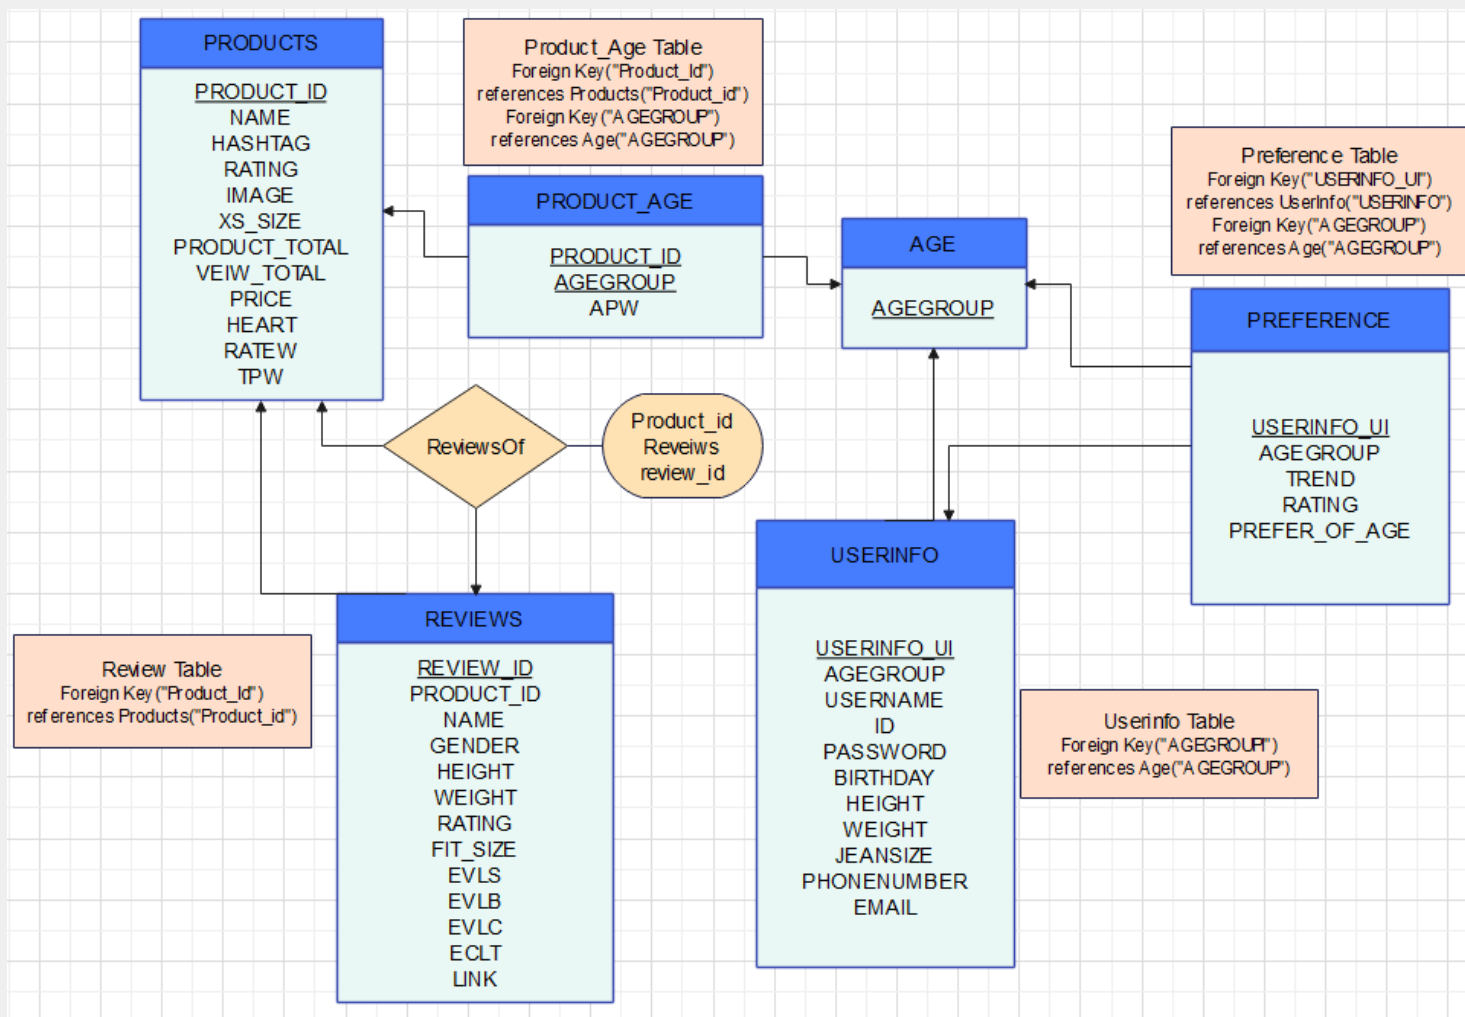 PRODUCTS
PRODUCT_ID
NAME
HASHTAG
RATING
IMAGE
XS_SIZE
PRODUCT_TOTAL
VEIW_TOTAL
PRICE
HEART
RATEW
TPW
Product_Age Table
Foreign Key("Product_Id")
references Products("Product_id")
Foreign Key("AGEGROUP")
references Age("AGEGROUP")
PRODUCT_AGE
PRODUCT_ID
AGEGROUP
APW
AGE
AGEGROUP
Preference Table
Foreign Key("USERINFO_UI")
references UserInfo("USERINFO")
Foreign Key("AGEGROUP")
references Age("AGEGROUP")
PREFERENCE
USERINFO_UI
AGEGROUP
TREND
RATING
PREFER_OF_AGE
ReviewsOf
Product_id
Reveiws
review_id
REVIEWS
REVIEW_ID
PRODUCT_ID
NAME
GENDER
HEIGHT
WEIGHT
RATING
FIT_SIZE
EVLS
EVLB
EVLC
ECLT
LINK
Review Table
Foreign Key("Product_Id")
references Products("Product_id")
USERINFO
USERINFO_UI
AGEGROUP
USERNAME
ID
PASSWORD
BIRTHDAY
HEIGHT
WEIGHT
JEANSIZE
PHONENUMBER
EMAIL
Userinfo Table
Foreign Key("AGEGROUPI")
references Age("AGEGROUP")